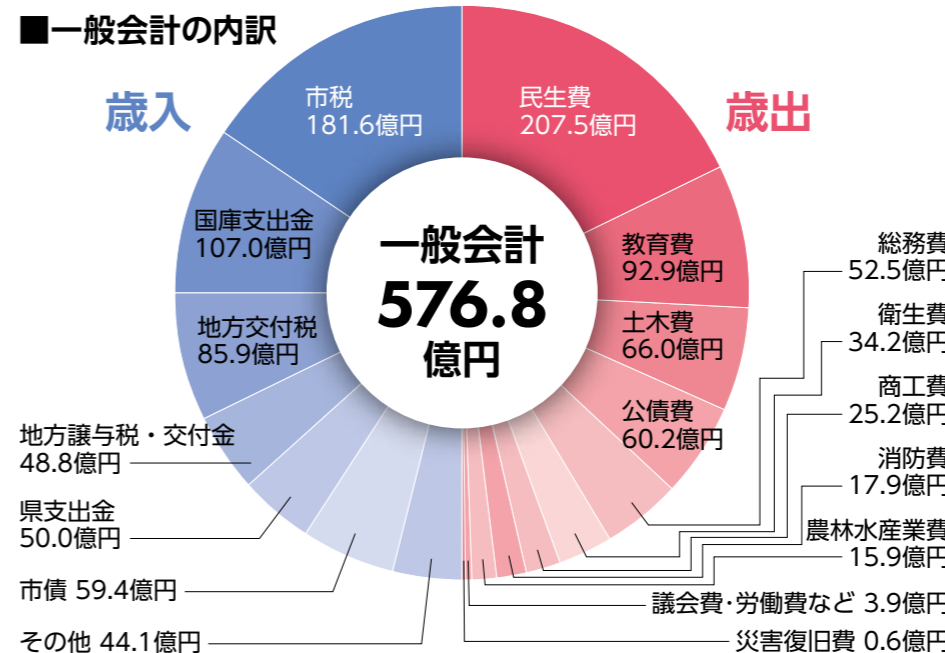 ■一般会計の内訳
歳入
歳出
市税
181.6億円
国庫支出金
107.0億円
地方交付税
85.9億円
地方譲与税・交付金
48.8億円
県支出金
50.0億円
市債 59.4億円
その他 44.1億円
一般会計
576.8
億円
民生費
207.5億円
教育費
92.9億円
土木費
66.0億円
公債費
60.2億円
総務費
52.5億円
衛生費
34.2億円
商工費
25.2億円
消防費
17.9億円
農林水産業費
15.9億円
議会費・労働費など 3.9億円
災害復旧費 0.6億円